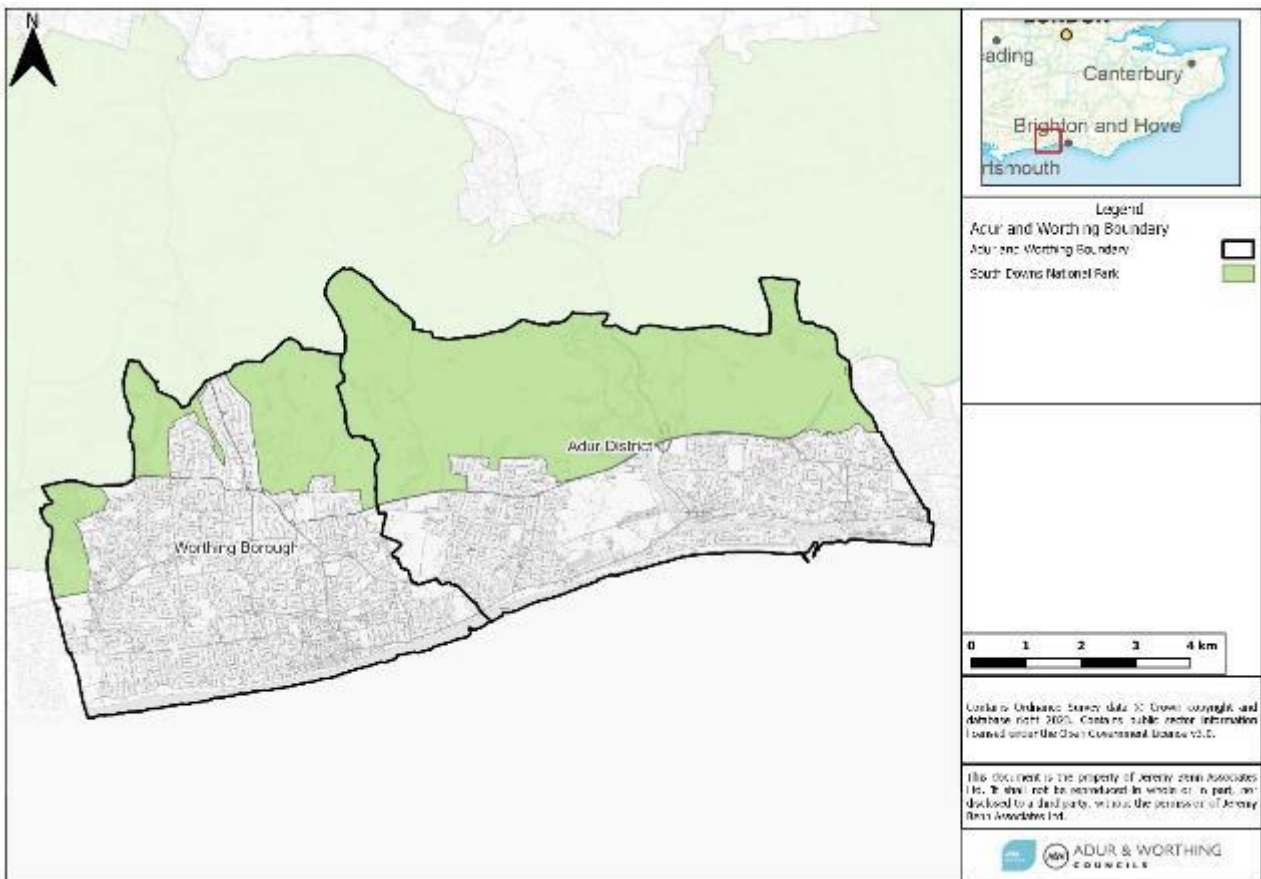 N
Worthing Borough
Adur District
LONDON
eading
Canterbury
Brighton and Hove
rtsmouth
Legend
Adur and Worthing Boundary
Adur and Worthing Boundary
South Downs National Park
0 1 2 3 4 km
Contains Ordnance Survey data © Crown copyright and
database right 2023. Contains public sector information
licensed under the Open Government Licence v3.0.
This document is the property of Jeremy Benn Associates
Ltd. It shall not be reproduced in whole or in part, nor
disclosed to a third party, without the permission of Jeremy
Benn Associates Ltd.
ADUR & WORTHING
COUNCILS